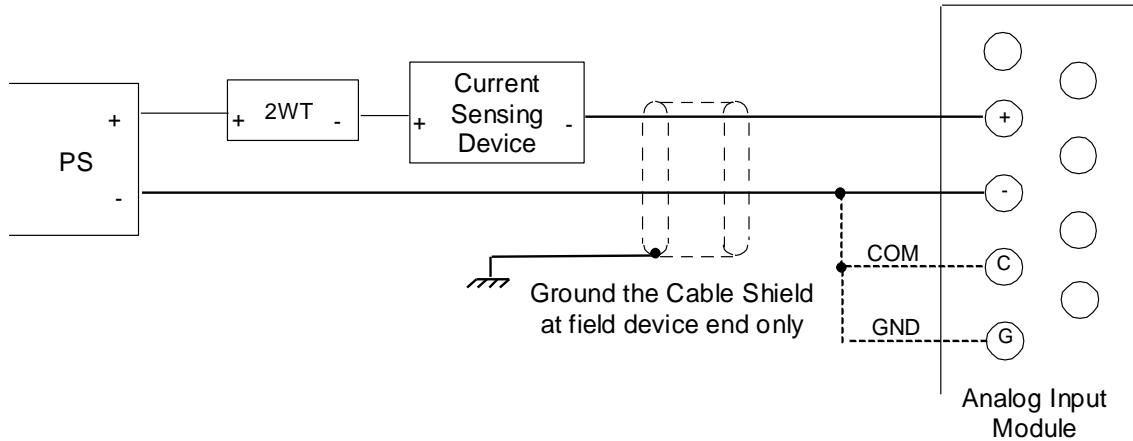 PS
+
-
+ 2WT -
Current
Sensing
Device
+
-
+
-
COM
C
GND
G
Ground the Cable Shield
at field device end only
Analog Input
Module